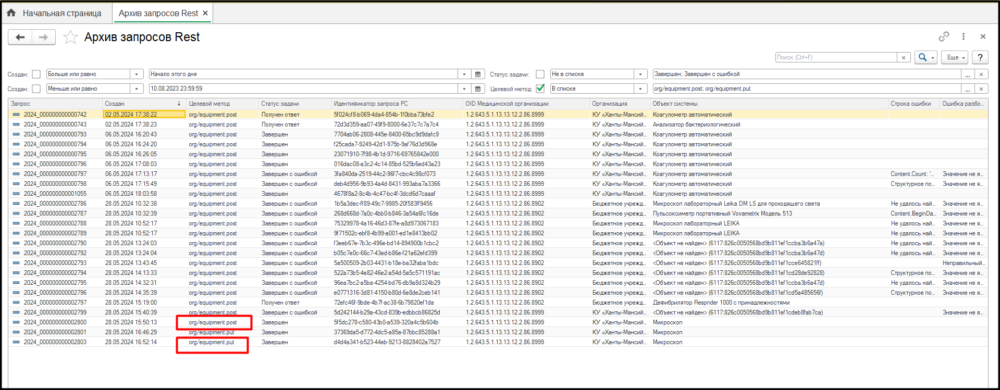 Начальная страница
Архив запросов Rest ×
Архив запросов Rest
Поиск (Ctrl+F) × Еще ?
Создан: Больше или равно Начало этого дня Статус задачи: Не в списке Завершен; Завершен с ошибкой ... ×
Создан: Меньше или равно 10.08.2023 23:59:59 Целевой метод: В списке org/equipment.post; org/equipment.put ... ×
Запрос Создан ↓ Целевой метод Статус задачи Идентификатор запроса РС OID Медицинской организации Организация Объект системы Строка ошибки Ошибка разбо...
2024_000000000000742 02.05.2024 17:38:22 org/equipment.post Получен ответ 5f024cf8-b069-4da4-854b-1f0bba73bfe2 1.2.643.5.1.13.13.12.2.86.8999 КУ «Ханты-Мансий... Коагулометр автоматический
2024_000000000000743 02.05.2024 17:38:23 org/equipment.post Получен ответ 72d3d359-aa07-49f9-8000-6e37c7c7a7c4 1.2.643.5.1.13.13.12.2.86.8999 КУ «Ханты-Мансий... Анализатор бактериологический
2024_000000000000793 06.05.2024 16:20:43 org/equipment.post Завершен 7704ab06-2808-445e-8400-65bc9d9dafc9 1.2.643.5.1.13.13.12.2.86.8999 КУ «Ханты-Мансий... Коагулометр автоматический
2024_000000000000794 06.05.2024 16:24:20 org/equipment.post Завершен f25cada7-9249-42d1-975b-9af76d3d968e 1.2.643.5.1.13.13.12.2.86.8999 КУ «Ханты-Мансий... Коагулометр автоматический
2024_000000000000795 06.05.2024 16:26:05 org/equipment.post Завершен 23071910-7f98-4b1d-9716-69765842e000 1.2.643.5.1.13.13.12.2.86.8999 КУ «Ханты-Мансий... Коагулометр автоматический
2024_000000000000796 06.05.2024 17:08:03 org/equipment.post Завершен 016dac08-a3c2-4c14-85bd-525b6ed43a23 1.2.643.5.1.13.13.12.2.86.8999 КУ «Ханты-Мансий... Коагулометр автоматический
2024_000000000000797 06.05.2024 17:13:17 org/equipment.post Завершен с ошибкой 3fa840da-2519-44c2-96f7-cbc4c98cf073 1.2.643.5.1.13.13.12.2.86.8999 КУ «Ханты-Мансий... Коагулометр автоматический Content.Count: '... Значение не я...
2024_000000000000798 06.05.2024 17:15:49 org/equipment.post Завершен с ошибкой deb4d956-9b93-4a4d-8431-993aba7a3366 1.2.643.5.1.13.13.12.2.86.8999 КУ «Ханты-Мансий... Коагулометр автоматический Структурное по... Значение не я...
2024_000000000001055 06.05.2024 18:03:58 org/equipment.post Завершен 4678f8a2-8c4b-4c47-bc4f-3dcd6d7caaaf 1.2.643.5.1.13.13.12.2.86.8999 КУ «Ханты-Мансий... Коагулометр автоматический
2024_000000000002786 28.05.2024 10:32:38 org/equipment.post Завершен с ошибкой 1b5a3dec-ff89-49c7-9985-20f583ff9456 1.2.643.5.1.13.13.12.2.86.8902 Бюджетное учрежд... Микроскоп лабораторный Leika DM LS для проходящего света Не удалось най... Значение не я...
2024_000000000002787 28.05.2024 10:32:39 org/equipment.post Завершен с ошибкой 268d668d-7a0c-4bb0-b846-3a54a6fc16de 1.2.643.5.1.13.13.12.2.86.8902 Бюджетное учрежд... Пульсоксиметр портативный Vovametrix Модель 513 Content.BeginDa... Значение не я...
2024_000000000002788 28.05.2024 10:52:17 org/equipment.post Завершен с ошибкой 75329978-4a16-46d3-87fe-a8d973067183 1.2.643.5.1.13.13.12.2.86.8902 Бюджетное учрежд... Микроскоп лабораторный LEIKA Не удалось най... Значение не я...
2024_000000000002789 28.05.2024 10:52:17 org/equipment.post Завершен с ошибкой 9f71502c-ebf8-4b99-a001-ed1e8413bb02 1.2.643.5.1.13.13.12.2.86.8902 Бюджетное учрежд... Микроскоп лабораторный LEIKA Не удалось най... Значение не я...
2024_000000000002790 28.05.2024 13:24:03 org/equipment.post Завершен с ошибкой f3eeb67e-7b3c-496e-bd14-894900b1cbc2 1.2.643.5.1.13.13.12.2.86.8902 Бюджетное учрежд... <Объект не найден> (6117:826c0050568bd9b811ef1ccba3b6a47a) Не удалось най... Значение не я...
2024_000000000002792 28.05.2024 13:24:04 org/equipment.post Завершен с ошибкой b05c7e0c-66c7-43ed-b86e-f21a62efd399 1.2.643.5.1.13.13.12.2.86.8902 Бюджетное учрежд... <Объект не найден> (6117:826c0050568bd9b811ef1ccba3b6a47d) Не удалось най... Значение не я...
2024_000000000002793 28.05.2024 13:43:45 org/equipment.post Завершен с ошибкой 5a500509-2b03-4431-b18e-ba32faba1bdc 1.2.643.5.1.13.13.12.2.86.8902 Бюджетное учрежд... <Объект не найден> (6117:826c0050568bd9b811ef1cce645821ff) Неправильный...
2024_000000000002794 28.05.2024 14:13:33 org/equipment.post Завершен с ошибкой 522a73b5-4e82-46e2-a54d-5a5c571191ac 1.2.643.5.1.13.13.12.2.86.8902 Бюджетное учрежд... <Объект не найден> (6117:826c0050568bd9b811ef1cd28de92828) Структурное по... Значение не я...
2024_000000000002795 28.05.2024 14:32:31 org/equipment.post Завершен с ошибкой 96ea7bc2-a5ba-4254-bd76-db9a8d324b29 1.2.643.5.1.13.13.12.2.86.8902 Бюджетное учрежд... <Объект не найден> (6117:826c0050568bd9b811ef1ccba3b6a47d) Не удалось най... Значение не я...
2024_000000000002796 28.05.2024 14:35:39 org/equipment.post Завершен с ошибкой e0771316-3d81-4150-b80d-6e8de2ceb141 1.2.643.5.1.13.13.12.2.86.8902 Бюджетное учрежд... <Объект не найден> (6117:826c0050568bd9b811ef1cd5a485656f) Структурное по... Значение не я...
2024_000000000002797 28.05.2024 15:19:00 org/equipment.post Получен ответ 72efc46f-9bde-4b7f-ac38-6b79820ef1da 1.2.643.5.1.13.13.12.2.86.8902 Бюджетное учрежд... Дефибрилятор Respnder 1000 с принадлежностями
2024_000000000002799 28.05.2024 15:40:39 org/equipment.post Завершен с ошибкой 5d242144-b29a-43cd-839b-edbbcb86825d 1.2.643.5.1.13.13.12.2.86.8999 КУ «Ханты-Мансий... <Объект не найден> (6117:826c0050568bd9b811ef1cdeb8fab7ca) Значение не я...
2024_000000000002800 28.05.2024 15:50:13 org/equipment.post Завершен 5f5dc278-c580-43b0-a539-320a4c5b604b 1.2.643.5.1.13.13.12.2.86.8999 КУ «Ханты-Мансий... Микроскоп
2024_000000000002801 28.05.2024 16:46:29 org/equipment.put Завершен 37369da5-d772-4dc5-a85a-87bbc85288a1 1.2.643.5.1.13.13.12.2.86.8999 КУ «Ханты-Мансий... Микроскоп
2024_000000000002803 28.05.2024 16:52:14 org/equipment.put Завершен d4d4a341-b523-44eb-9213-8828402a7527 1.2.643.5.1.13.13.12.2.86.8999 КУ «Ханты-Мансий... Микроскоп